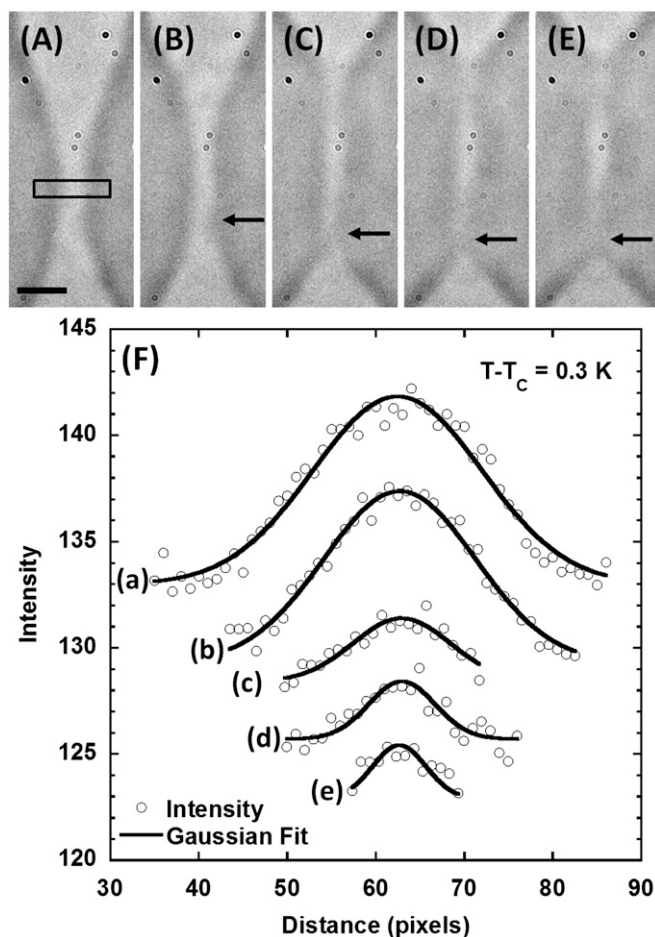 (A) (B) (C) (D) (E)
(F)
T-T_C = 0.3 K
145
140
135
130
125
120
Intensity
(a)
(b)
(c)
(d)
(e)
Intensity
Gaussian Fit
30 40 50 60 70 80 90
Distance (pixels)